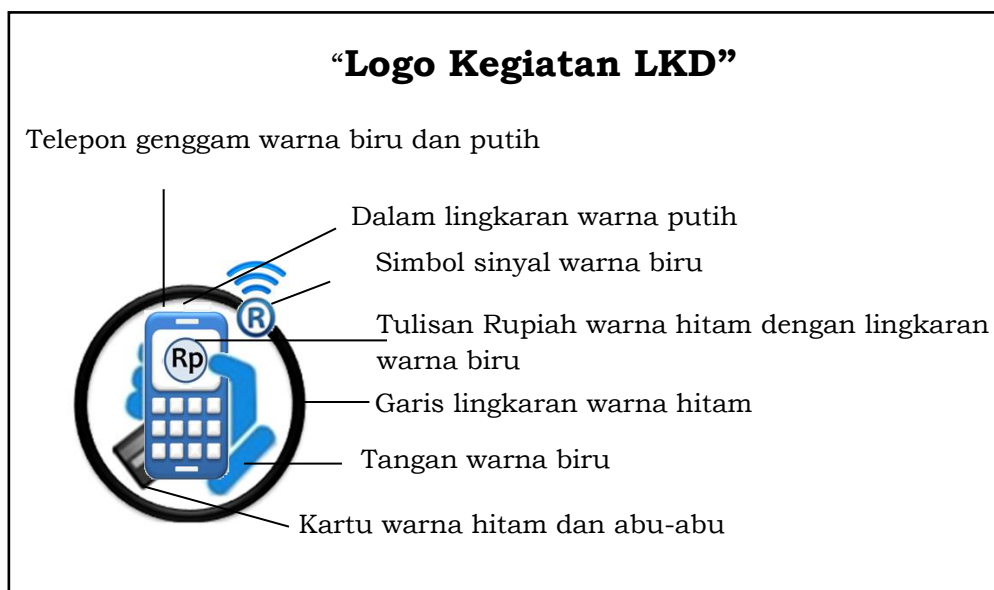 “Logo Kegiatan LKD”
Telepon genggam warna biru dan putih
Dalam lingkaran warna putih
Simbol sinyal warna biru
R
Tulisan Rupiah warna hitam dengan lingkaran
warna biru
Rp
Garis lingkaran warna hitam
Tangan warna biru
Kartu warna hitam dan abu-abu